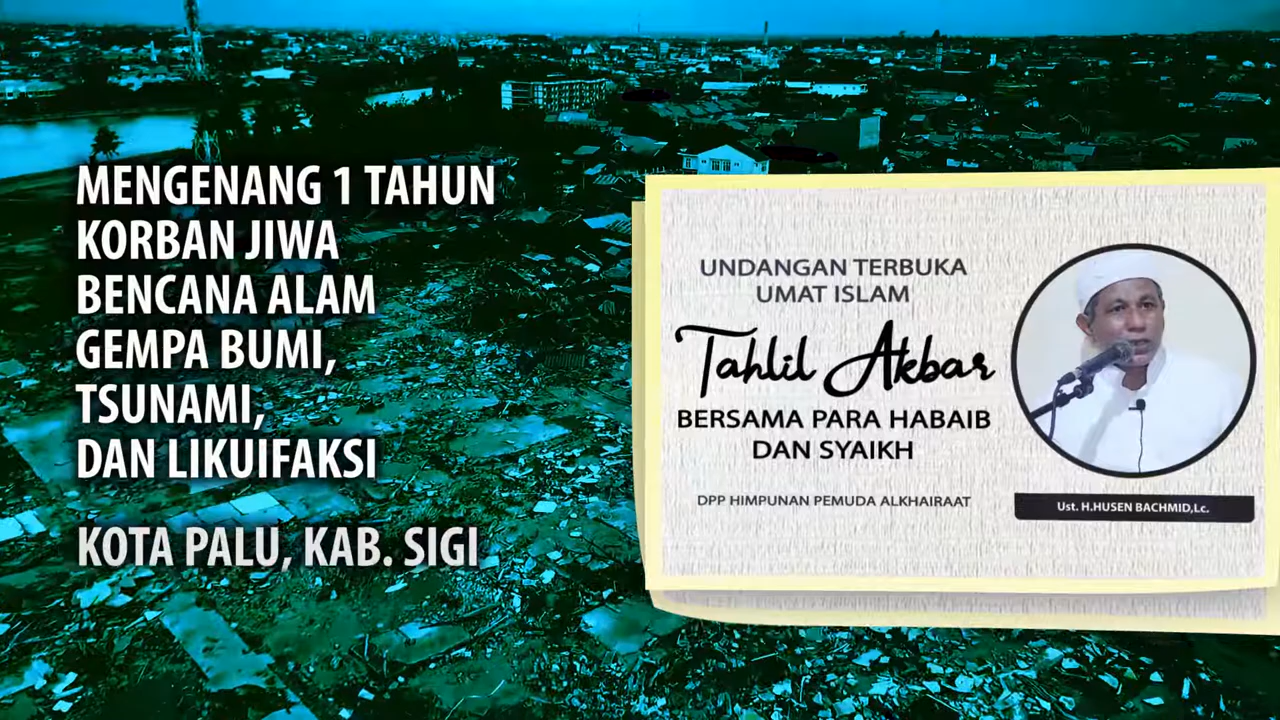 MENGENANG 1 TAHUN
KORBAN JIWA
BENCANA ALAM
GEMPA BUMI,
TSUNAMI,
DAN LIKUIFAKSI
KOTA PALU, KAB. SIGI
UNDANGAN TERBUKA
UMAT ISLAM
Tahlil Akbar
BERSAMA PARA HABAIB
DAN SYAIKH
DPP HIMPUNAN PEMUDA ALKHAIRAAT
Ust. H.HUSEN BACHMID,Lc.